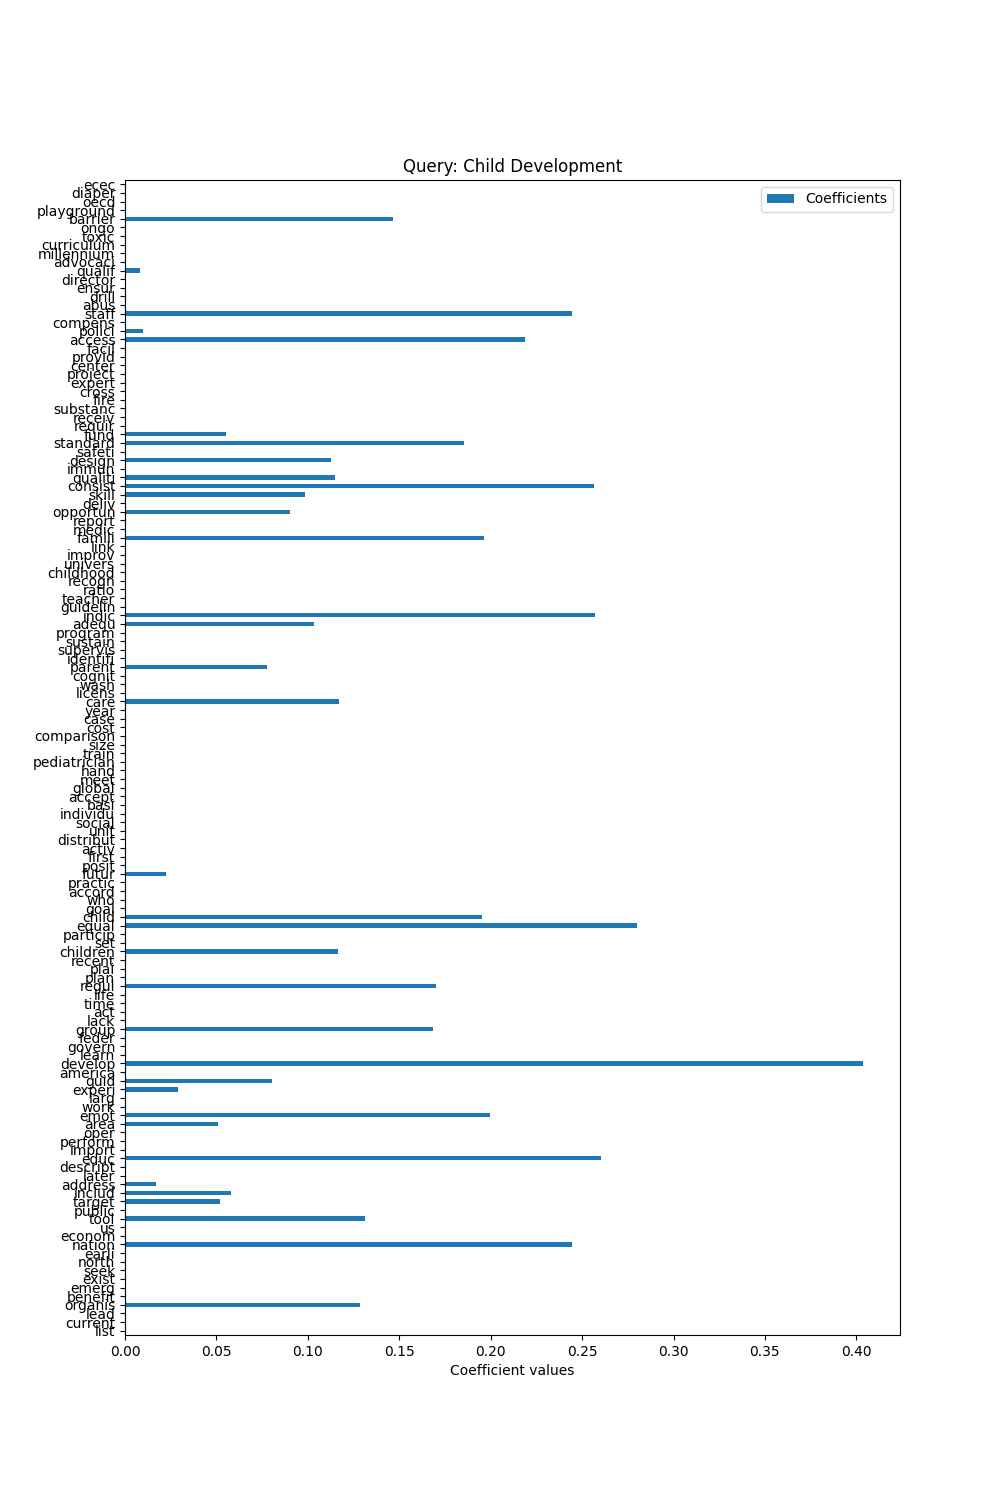 Query: Child Development
Coefficients
ecec
diaper
oecd
playground
barrier
ongo
toxic
curriculum
millennium
advocaci
qualif
director
ensur
drill
abus
staff
compens
polici
access
facil
provid
center
project
expert
cross
fire
substanc
receiv
requir
fund
standard
safeti
design
immun
qualiti
consist
skill
deliv
opportun
report
medic
famili
link
improv
univers
childhood
recogn
ratio
teacher
guidelin
indic
adequ
program
sustain
supervis
identifi
parent
cognit
wash
licens
care
year
case
cost
comparison
size
train
pediatrician
hand
meet
global
accept
basi
individu
social
unit
distribut
activ
first
posit
futur
practic
accord
who
goal
child
equal
particip
set
children
recent
plai
plan
regul
life
time
act
lack
group
feder
govern
learn
develop
america
guid
experi
larg
work
emot
area
oper
perform
import
educ
descript
later
address
includ
target
public
tool
us
econom
nation
earli
north
seek
exist
emerg
benefit
organis
lead
current
list
0.00 0.05 0.10 0.15 0.20 0.25 0.30 0.35 0.40
Coefficient values